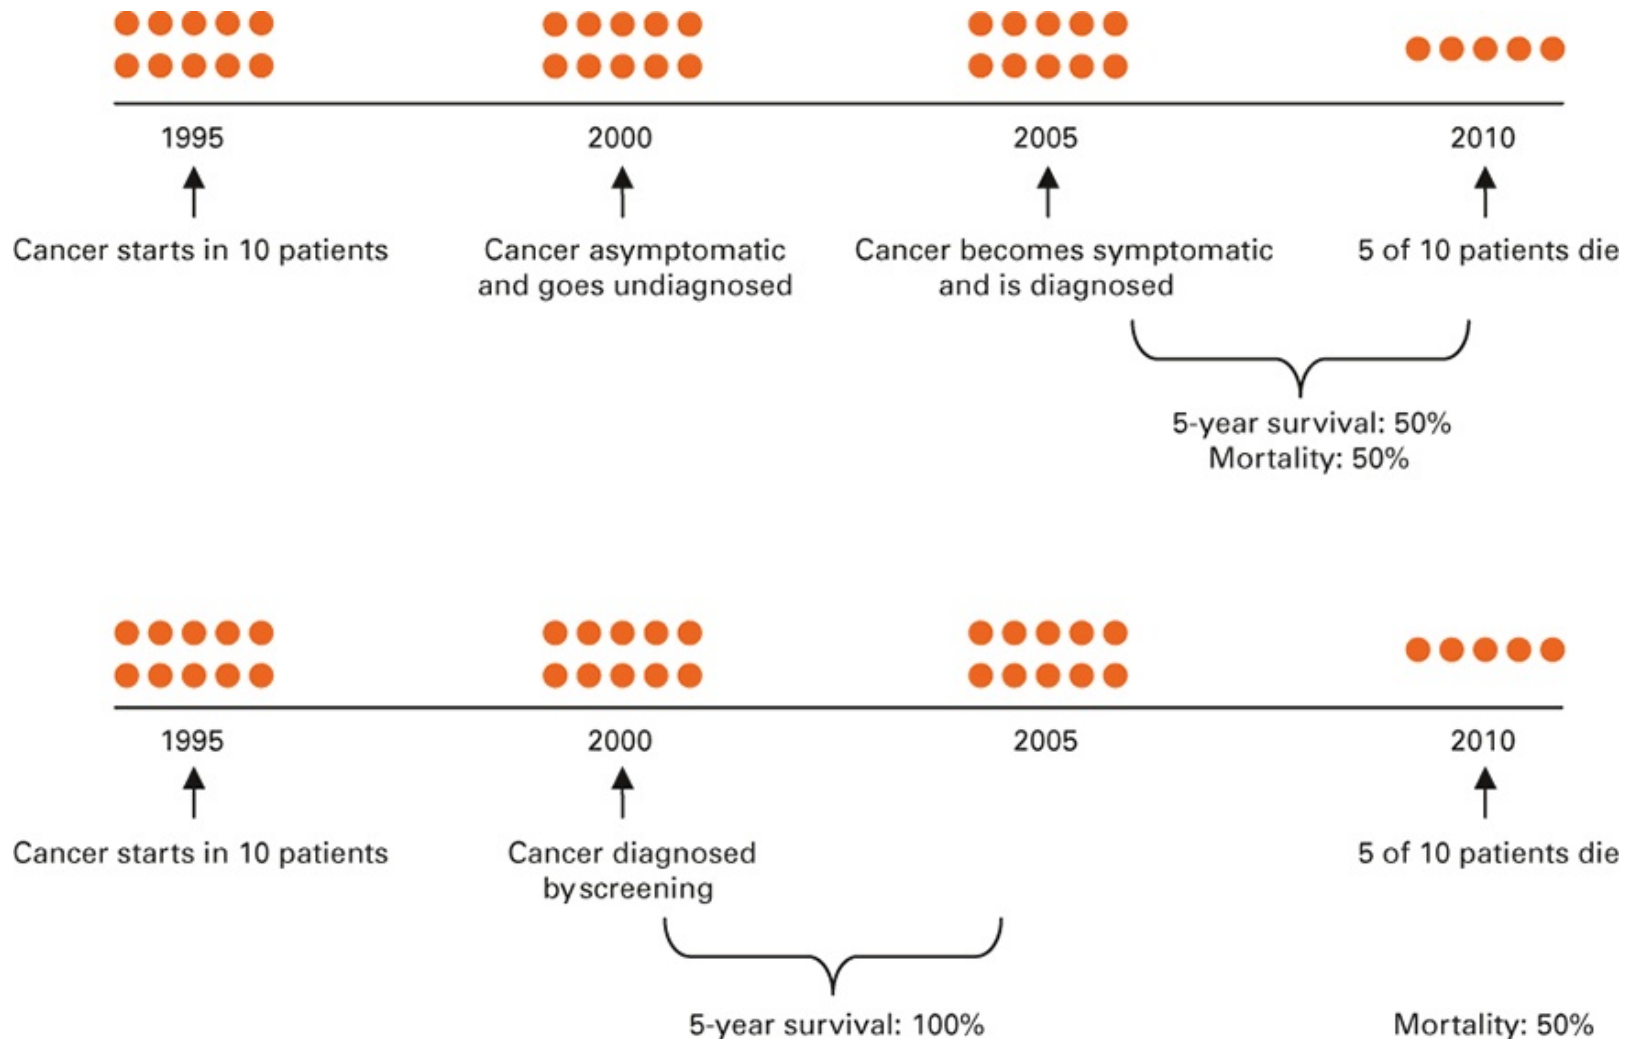 1995 2000 2005 2010
Cancer starts in 10 patients
Cancer asymptomatic
and goes undiagnosed
Cancer becomes symptomatic
and is diagnosed
5 of 10 patients die
5-year survival: 50%
Mortality: 50%
1995 2000 2005 2010
Cancer starts in 10 patients
Cancer diagnosed
by screening
5 of 10 patients die
5-year survival: 100%
Mortality: 50%